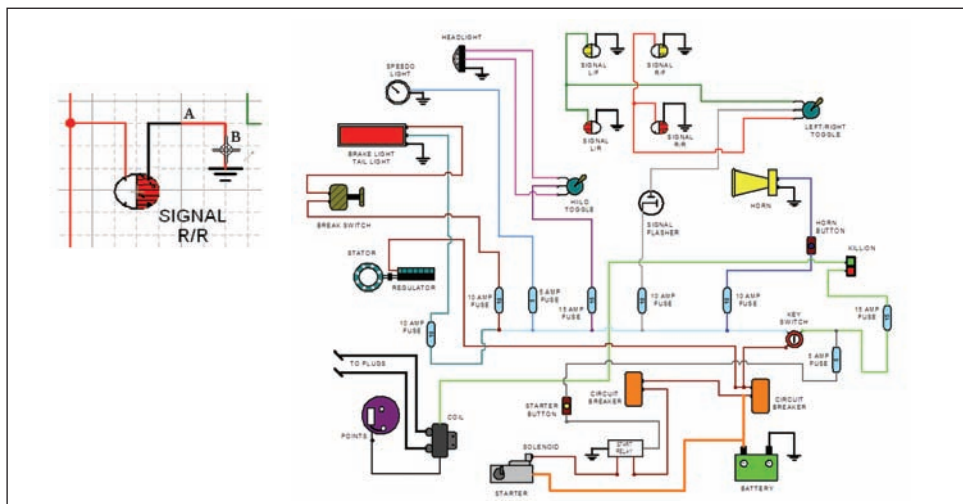 A
B
SIGNAL
R/R
HEADLIGHT
SPEEDO
LIGHT
BRAKE LIGHT
TAIL LIGHT
BREAK SWITCH
STATOR
REGULATOR
SIGNAL
L/F
SIGNAL
R/F
SIGNAL
L/R
SIGNAL
R/R
LEFT/RIGHT
TOGGLE
HI/LO
TOGGLE
SIGNAL
FLASHER
HORN
HORN
BUTTON
KILL/ON
10 AMP
FUSE
10 AMP
FUSE
5 AMP
FUSE
15 AMP
FUSE
10 AMP
FUSE
10 AMP
FUSE
15 AMP
FUSE
KEY
SWITCH
5 AMP
FUSE
TO PLUGS
POINTS
COIL
STARTER
BUTTON
CIRCUIT
BREAKER
CIRCUIT
BREAKER
SOLENOID
START
RELAY
STARTER
BATTERY